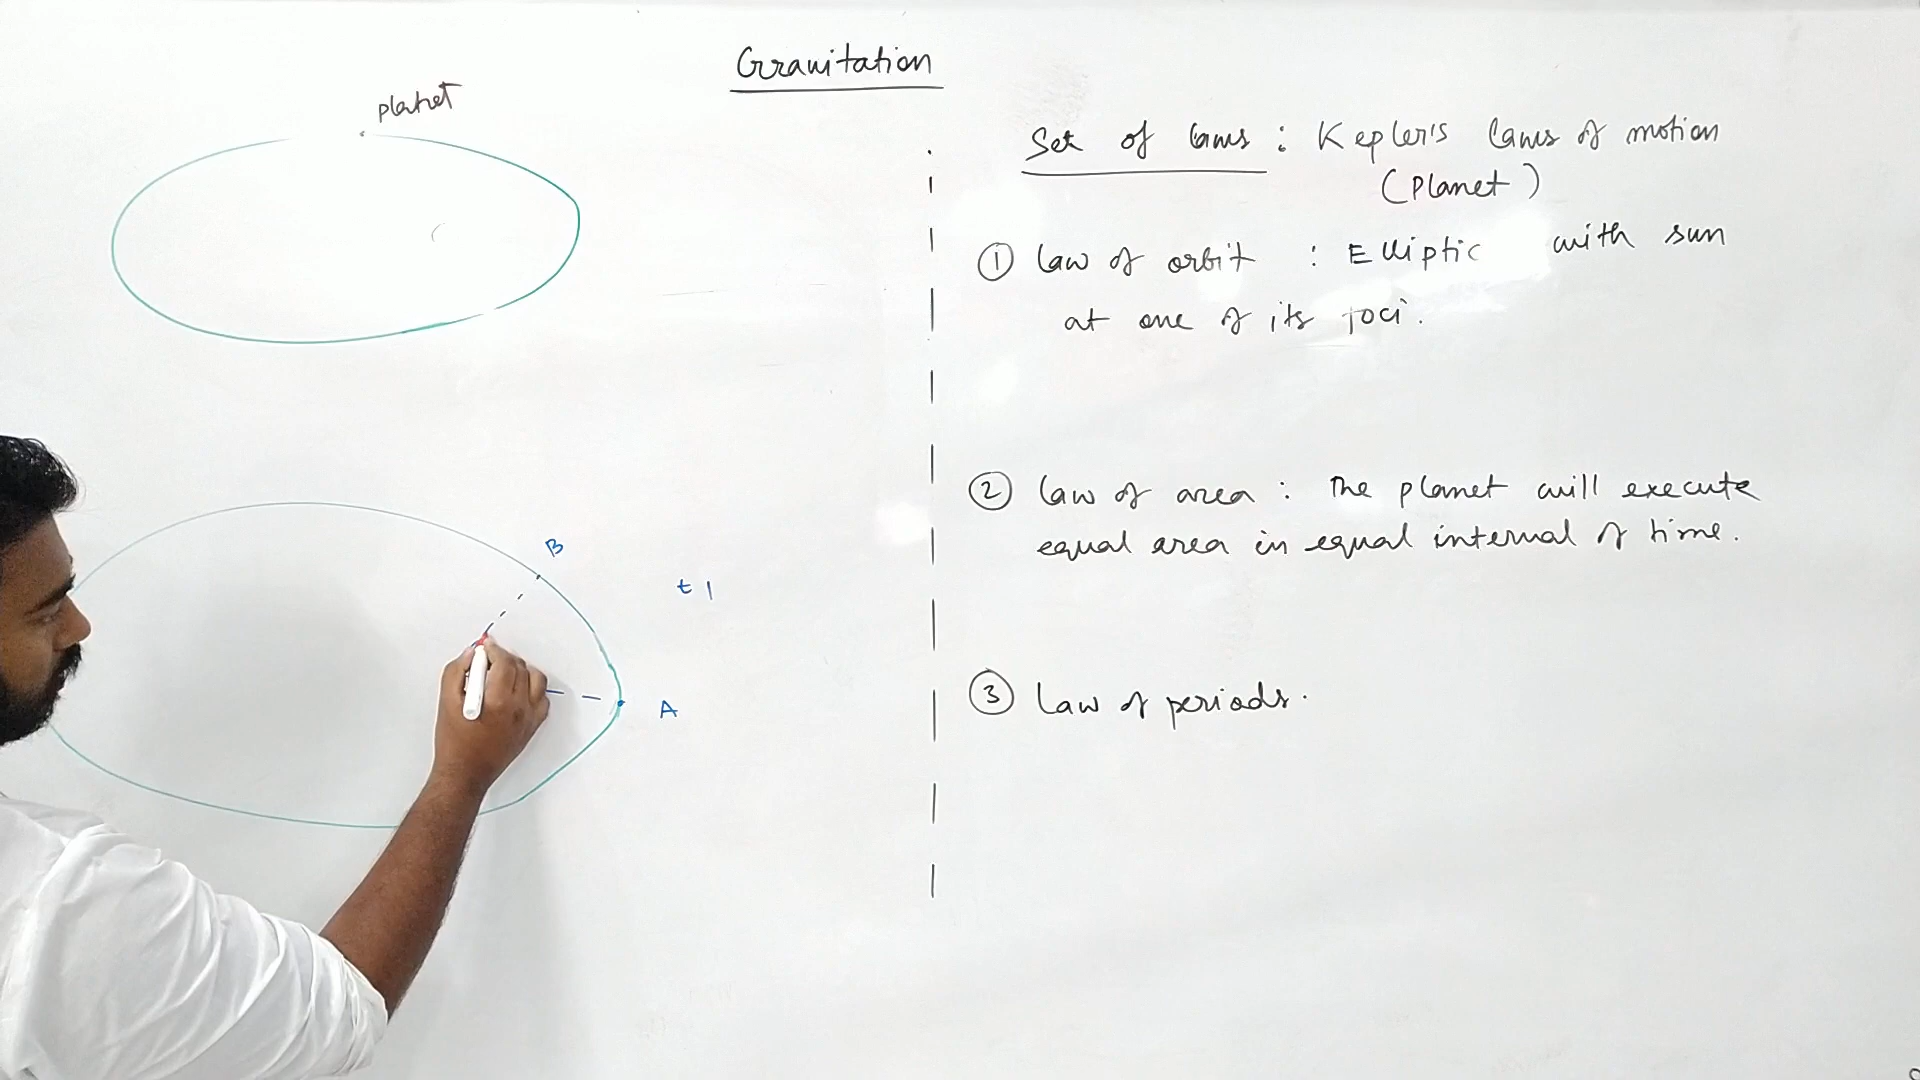 Gravitation
planet
Set of laws : Kepler's laws of motion
(Planet)
① law of orbit : Elliptic with sun
at one of its foci.
② law of area : The planet will execute
equal area in equal interval of time.
B
t1
A
③ Law of periods.